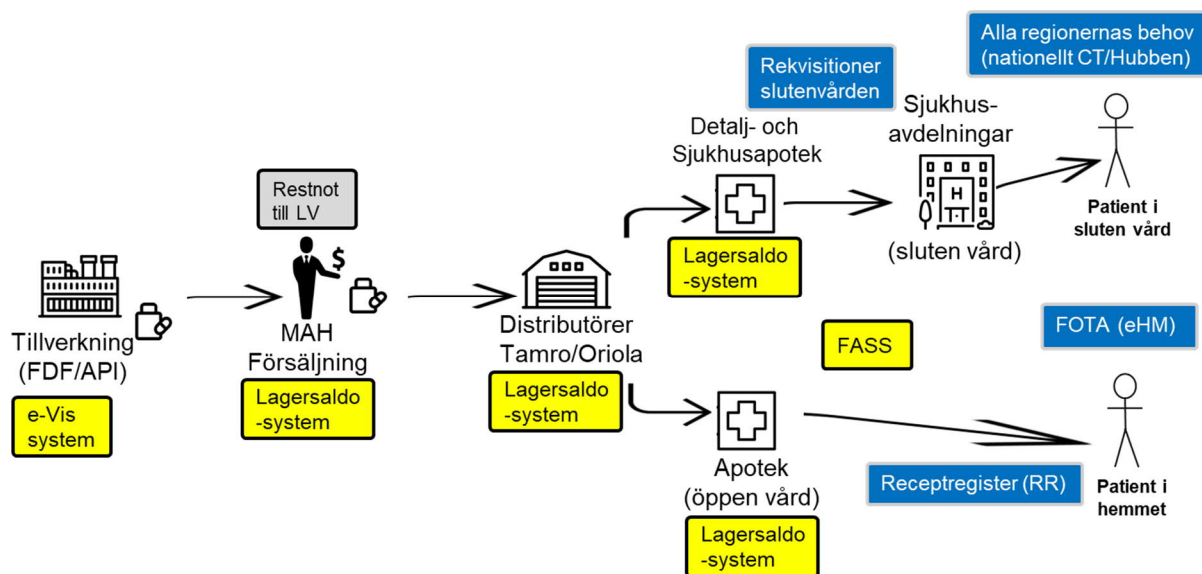 Alla regionernas behov
(nationellt CT/Hubben)
Rekvisitioner
slutenvården
Sjukhus-
avdelningar
Detalj- och
Sjukhusapotek
Restnot
till LV
$
H
Patient i
sluten vård
(sluten vård)
Lagersaldo
-system
Tillverkning
(FDF/API)
MAH
Försäljning
Distributörer
Tamro/Oriola
FASS
FOTA (eHM)
e-Vis
system
Lagersaldo
-system
Lagersaldo
-system
Apotek
(öppen vård)
Receptregister (RR)
Patient i
hemmet
Lagersaldo
-system